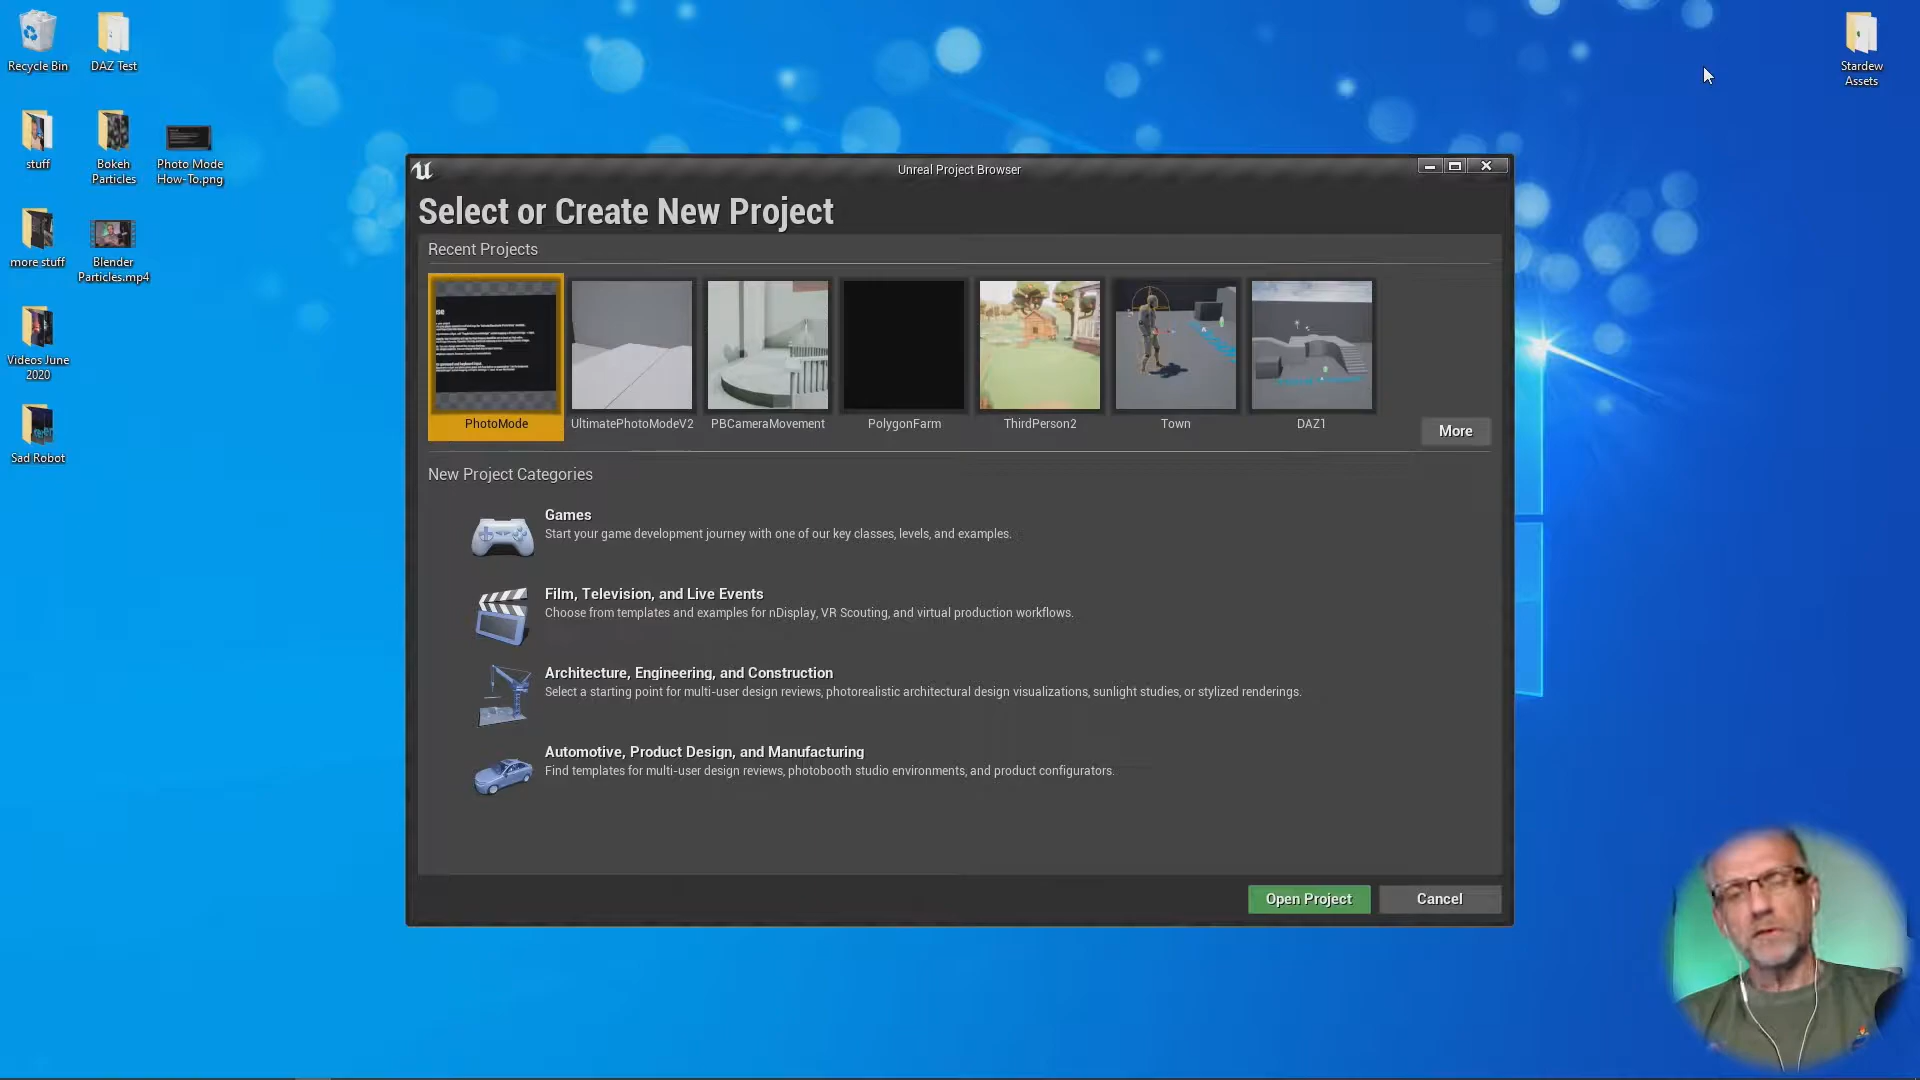 Recycle Bin
DAZ Test
Stardew
Assets
stuff
Bokeh
Particles
Photo Mode
How-To.png
more stuff
Blender
Particles.mp4
Videos June
2020
Sad Robot
Unreal Project Browser
Select or Create New Project
Recent Projects
PhotoMode
UltimatePhotoModeV2
PBCameraMovement
PolygonFarm
ThirdPerson2
Town
DAZ1
More
New Project Categories
Games
Start your game development journey with one of our key classes, levels, and examples.
Film, Television, and Live Events
Choose from templates and examples for nDisplay, VR Scouting, and virtual production workflows.
Architecture, Engineering, and Construction
Select a starting point for multi-user design reviews, photorealistic architectural design visualizations, sunlight studies, or stylized renderings.
Automotive, Product Design, and Manufacturing
Find templates for multi-user design reviews, photobooth studio environments, and product configurators.
Open Project
Cancel